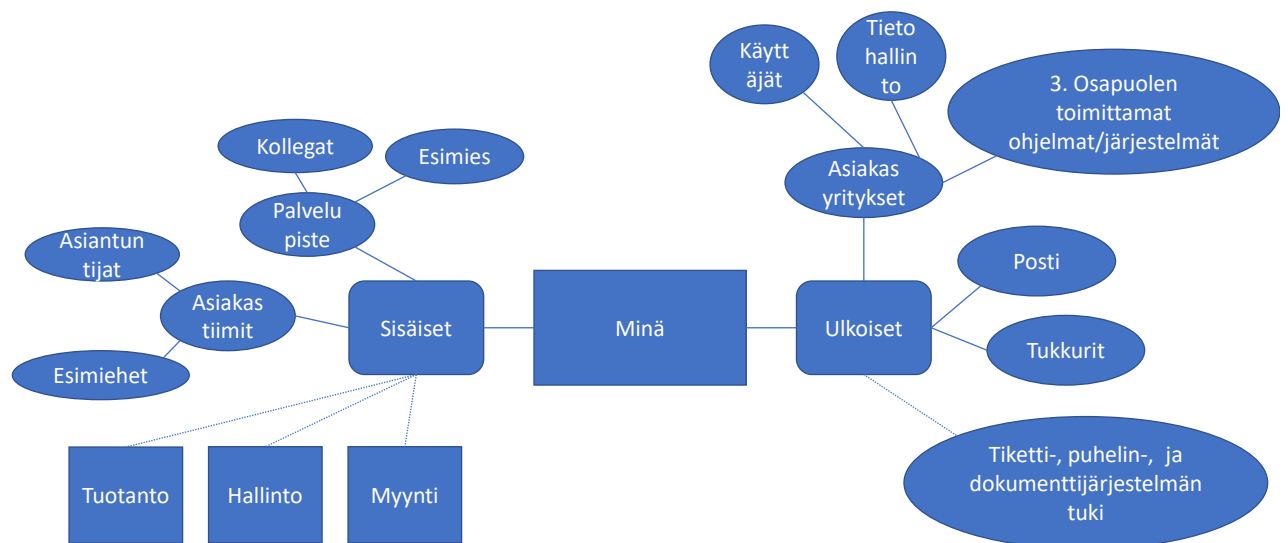 Käytt
äjät
Tieto
hallin
to
3. Osapuolen
toimittamat
ohjelmat/järjestelmät
Kollegat
Esimies
Asiakas
yritykset
Palvelu
piste
Asiantun
tijat
Posti
Asiakas
tiimit
Sisäiset
Minä
Ulkoiset
Tukkurit
Esimiehet
Tuotanto
Hallinto
Myynti
Tiketti-, puhelin-, ja
dokumenttijärjestelmän
tuki